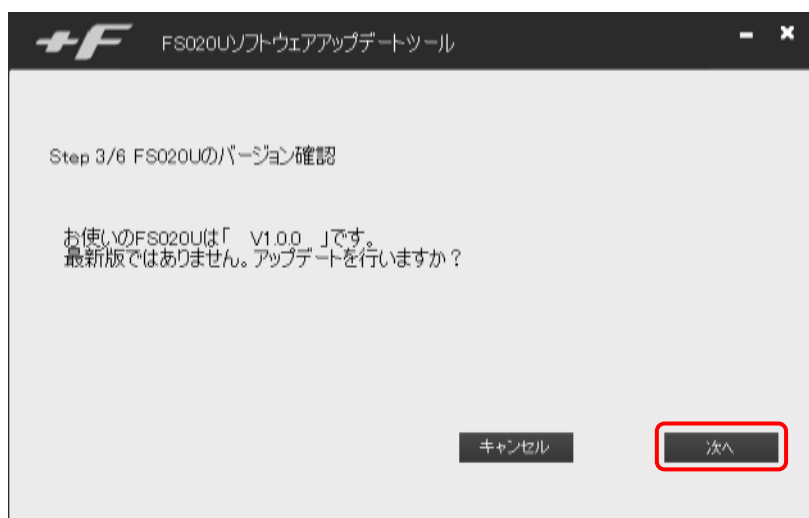 +F
FS020Uソフトウェアアップデートツール
Step 3/6 FS020Uのバージョン確認
お使いのFS020Uは「 V1.0.0 」です。
最新版ではありません。アップデートを行いますか？
キャンセル
次へ